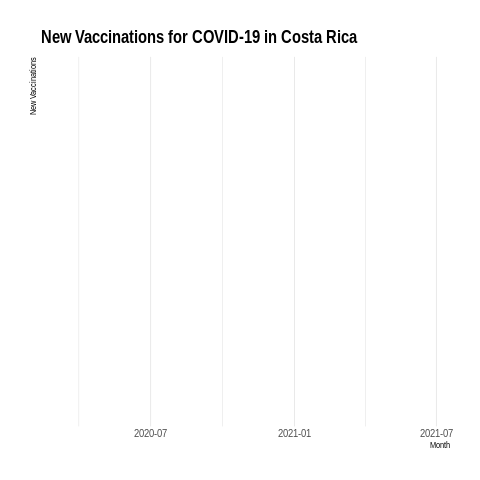 New Vaccinations for COVID-19 in Costa Rica
New Vaccinations
2020-07
2021-01
2021-07
Month